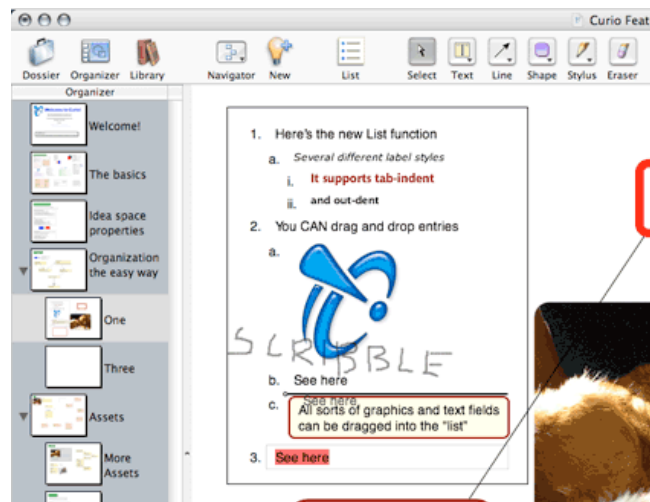 Curio Feat
Dossier Organizer Library Navigator New List Select Text Line Shape Stylus Eraser
Organizer
Welcome!
The basics
Idea space
properties
Organization
the easy way
One
Three
Assets
More
Assets
1. Here's the new List function
a. Several different label styles
i. It supports tab-indent
ii. and out-dent
2. You CAN drag and drop entries
a.
SCRIBBLE
b. See here
c. See here
All sorts of graphics and text fields
can be dragged into the "list"
3. See here